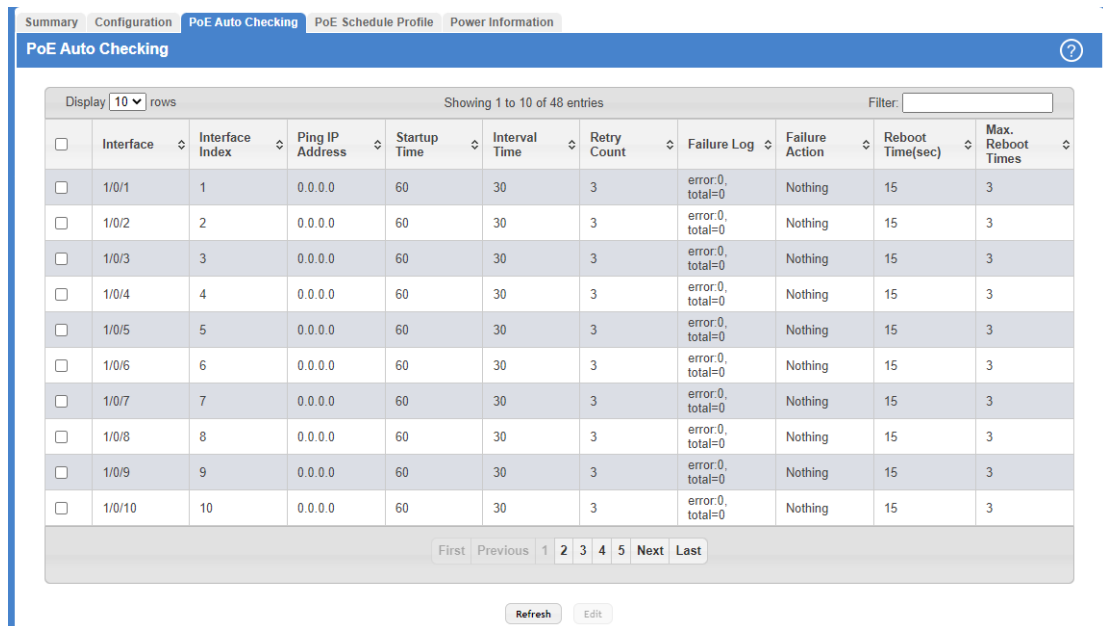 Summary Configuration PoE Auto Checking PoE Schedule Profile Power Information
PoE Auto Checking ?
Display 10 rows Showing 1 to 10 of 48 entries Filter:
Interface Interface Index Ping IP Address Startup Time Interval Time Retry Count Failure Log Failure Action Reboot Time(sec) Max. Reboot Times
1/0/1 1 0.0.0.0 60 30 3 error:0, total=0 Nothing 15 3
1/0/2 2 0.0.0.0 60 30 3 error:0, total=0 Nothing 15 3
1/0/3 3 0.0.0.0 60 30 3 error:0, total=0 Nothing 15 3
1/0/4 4 0.0.0.0 60 30 3 error:0, total=0 Nothing 15 3
1/0/5 5 0.0.0.0 60 30 3 error:0, total=0 Nothing 15 3
1/0/6 6 0.0.0.0 60 30 3 error:0, total=0 Nothing 15 3
1/0/7 7 0.0.0.0 60 30 3 error:0, total=0 Nothing 15 3
1/0/8 8 0.0.0.0 60 30 3 error:0, total=0 Nothing 15 3
1/0/9 9 0.0.0.0 60 30 3 error:0, total=0 Nothing 15 3
1/0/10 10 0.0.0.0 60 30 3 error:0, total=0 Nothing 15 3
First Previous 1 2 3 4 5 Next Last
Refresh Edit